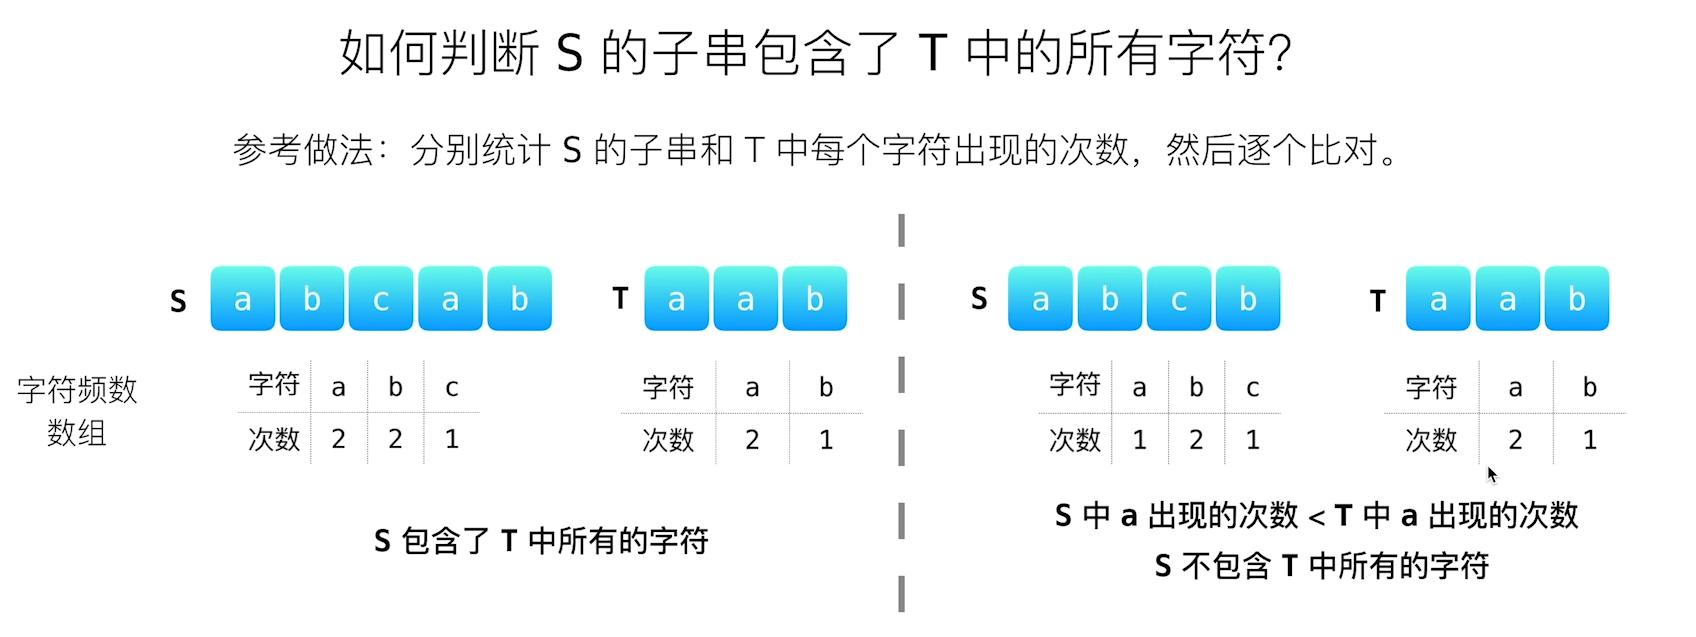 如何判断 S 的子串包含了 T 中的所有字符？
参考做法：分别统计 S 的子串和 T 中每个字符出现的次数，然后逐个比对。
S a b c a b
T a a b
字符频数
数组
字符 a b c
次数 2 2 1
字符 a b
次数 2 1
S 包含了 T 中所有的字符
S a b c b
T a a b
字符 a b c
次数 1 2 1
字符 a b
次数 2 1
S 中 a 出现的次数 < T 中 a 出现的次数
S 不包含 T 中所有的字符